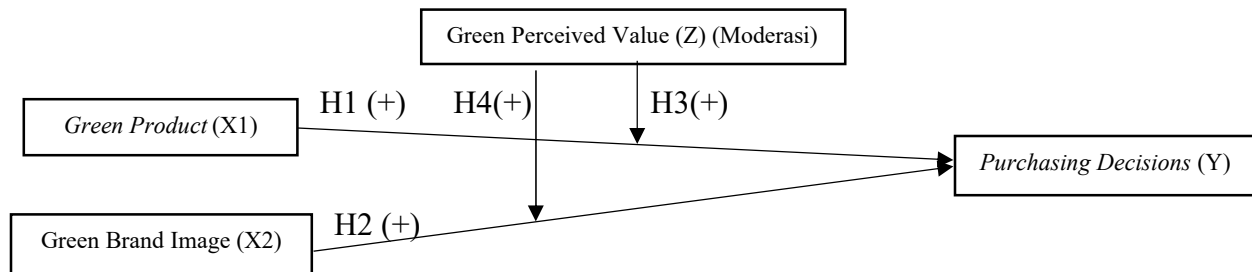 Green Perceived Value (Z) (Moderasi)
H1 (+)
H4(+)
H3(+)
Green Product (X1)
Purchasing Decisions (Y)
Green Brand Image (X2)
H2 (+)